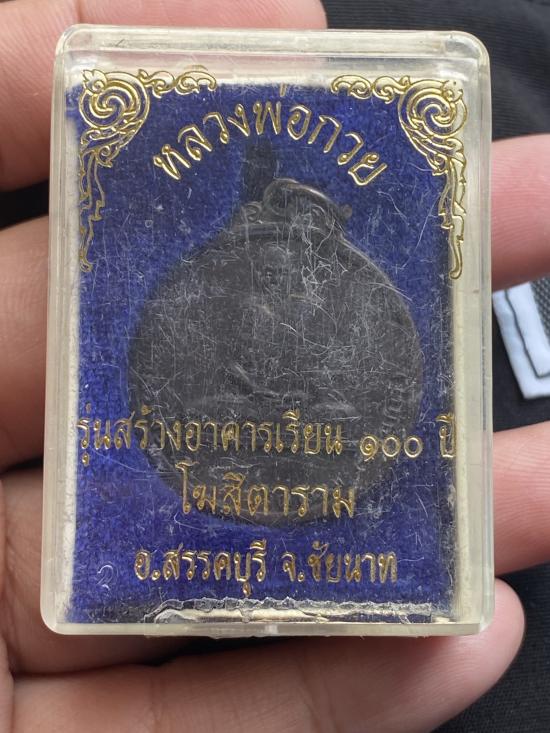 หลวงพ่อกวย
รุ่นสร้างอาคารเรียน ๑๐๐ ปี
โฆสิตาราม
อ.สรรคบุรี จ.ชัยนาท